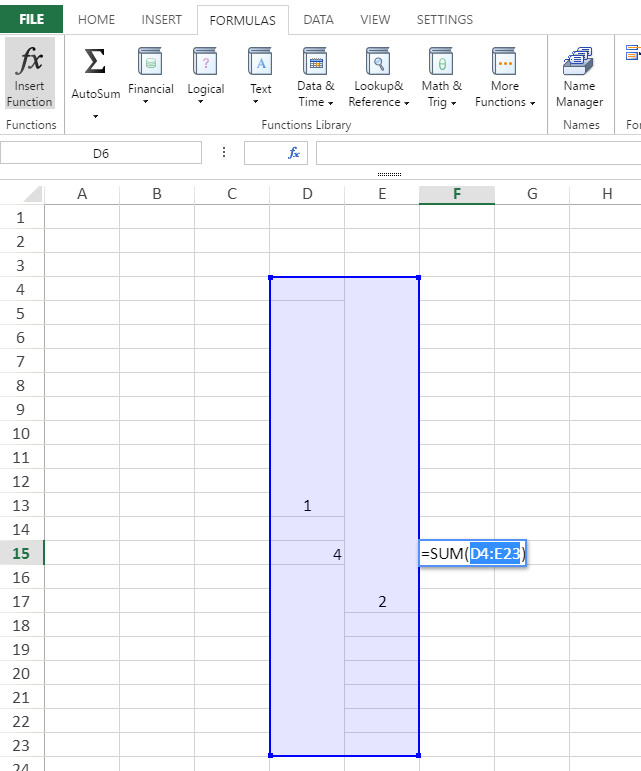 FILE HOME INSERT FORMULAS DATA VIEW SETTINGS
fx Σ ? A θ
Insert Function
AutoSum
Financial
Logical
Text
Data & Time
Lookup& Reference
Math & Trig
More Functions
Name Manager
Functions Functions Library Names For
D6 fx
A B C D E F G H
1
2
3
4
5
6
7
8
9
10
11
12
13 1
14
15 4 =SUM(D4:E23)
16
17 2
18
19
20
21
22
23
24